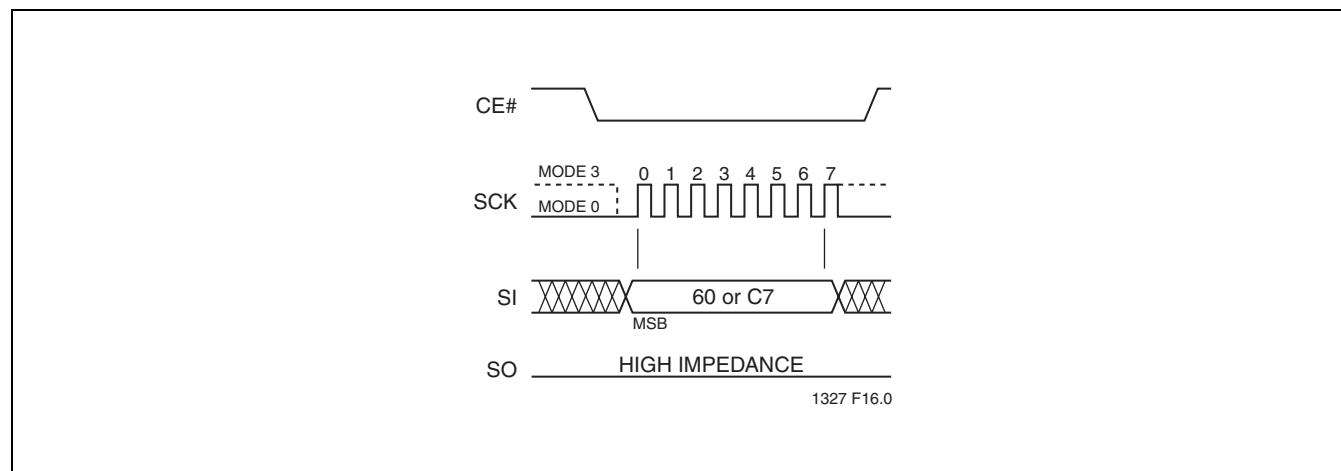 CE#
MODE 3
0 1 2 3 4 5 6 7
SCK
MODE 0
SI
60 or C7
MSB
SO
HIGH IMPEDANCE
1327 F16.0